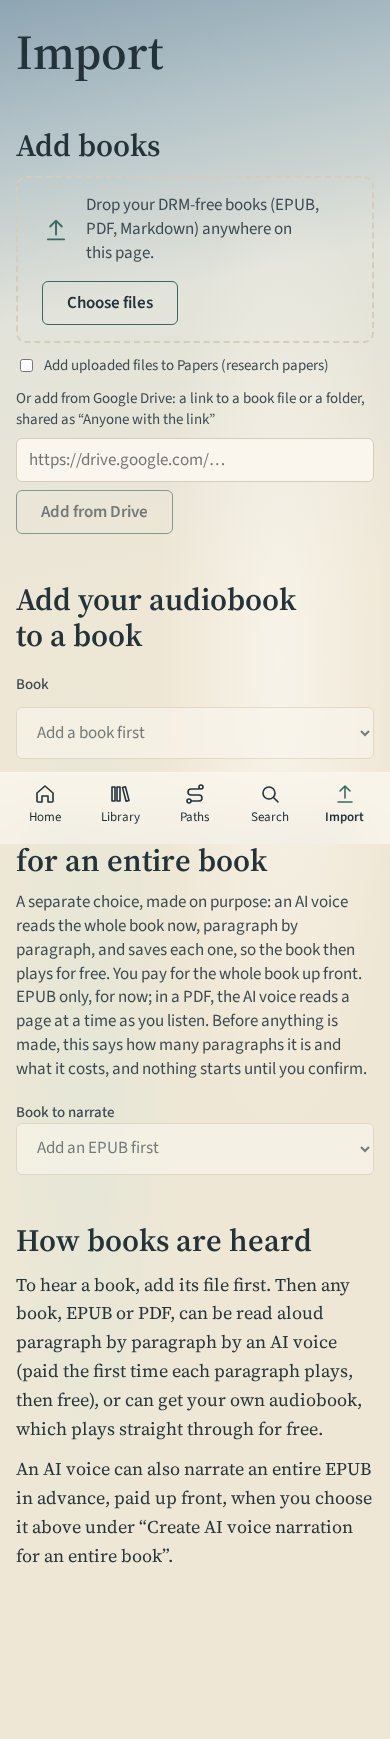 Import
Add books
Drop your DRM-free books (EPUB,
PDF, Markdown) anywhere on
this page.
Choose files
Add uploaded files to Papers (research papers)
Or add from Google Drive: a link to a book file or a folder,
shared as “Anyone with the link”
https://drive.google.com/…
Add from Drive
Add your audiobook
to a book
Book
Add a book first
Home
Library
Paths
Search
Import
for an entire book
A separate choice, made on purpose: an AI voice
reads the whole book now, paragraph by
paragraph, and saves each one, so the book then
plays for free. You pay for the whole book up front.
EPUB only, for now; in a PDF, the AI voice reads a
page at a time as you listen. Before anything is
made, this says how many paragraphs it is and
what it costs, and nothing starts until you confirm.
Book to narrate
Add an EPUB first
How books are heard
To hear a book, add its file first. Then any
book, EPUB or PDF, can be read aloud
paragraph by paragraph by an AI voice
(paid the first time each paragraph plays,
then free), or can get your own audiobook,
which plays straight through for free.
An AI voice can also narrate an entire EPUB
in advance, paid up front, when you choose
it above under “Create AI voice narration
for an entire book”.